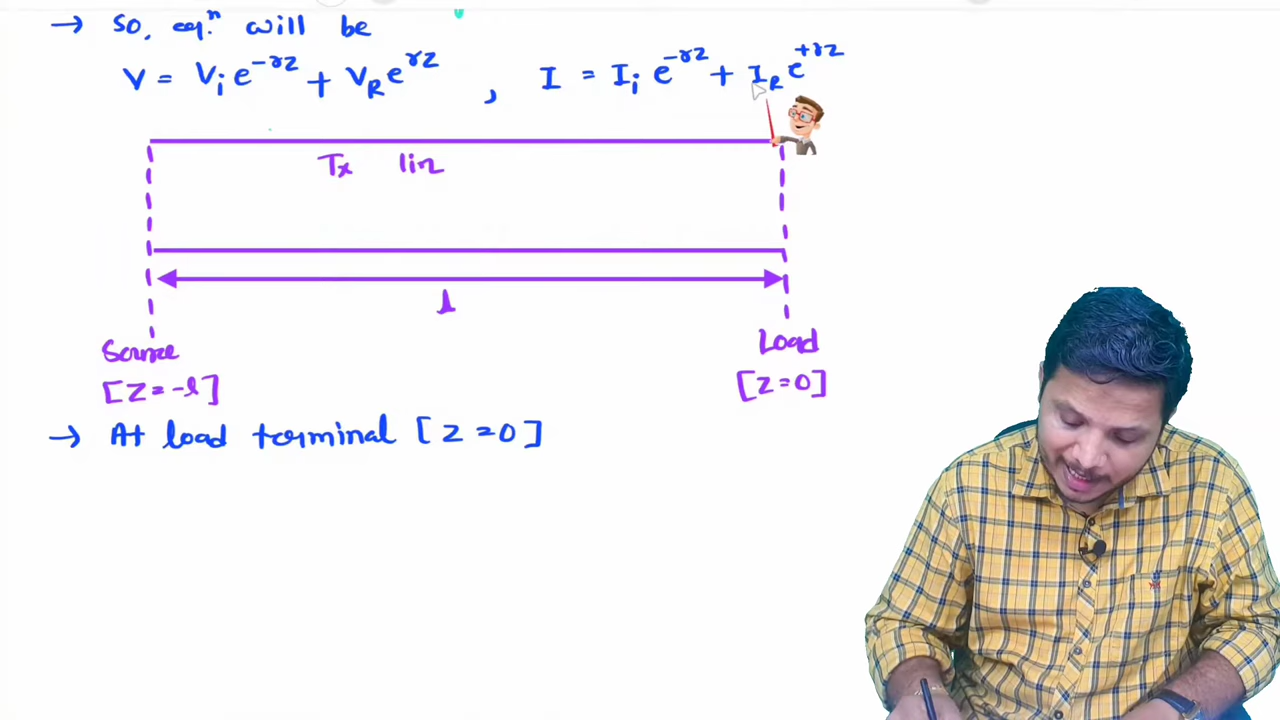 → So, eqⁿ. will be
V = Vᵢ e^{-γz} + V_R e^{γz} , I = Iᵢ e^{-γz} + I_R e^{+γz}
Tx lin
l
Source Load
[Z = -l] [Z = 0]
→ At load terminal [Z = 0]